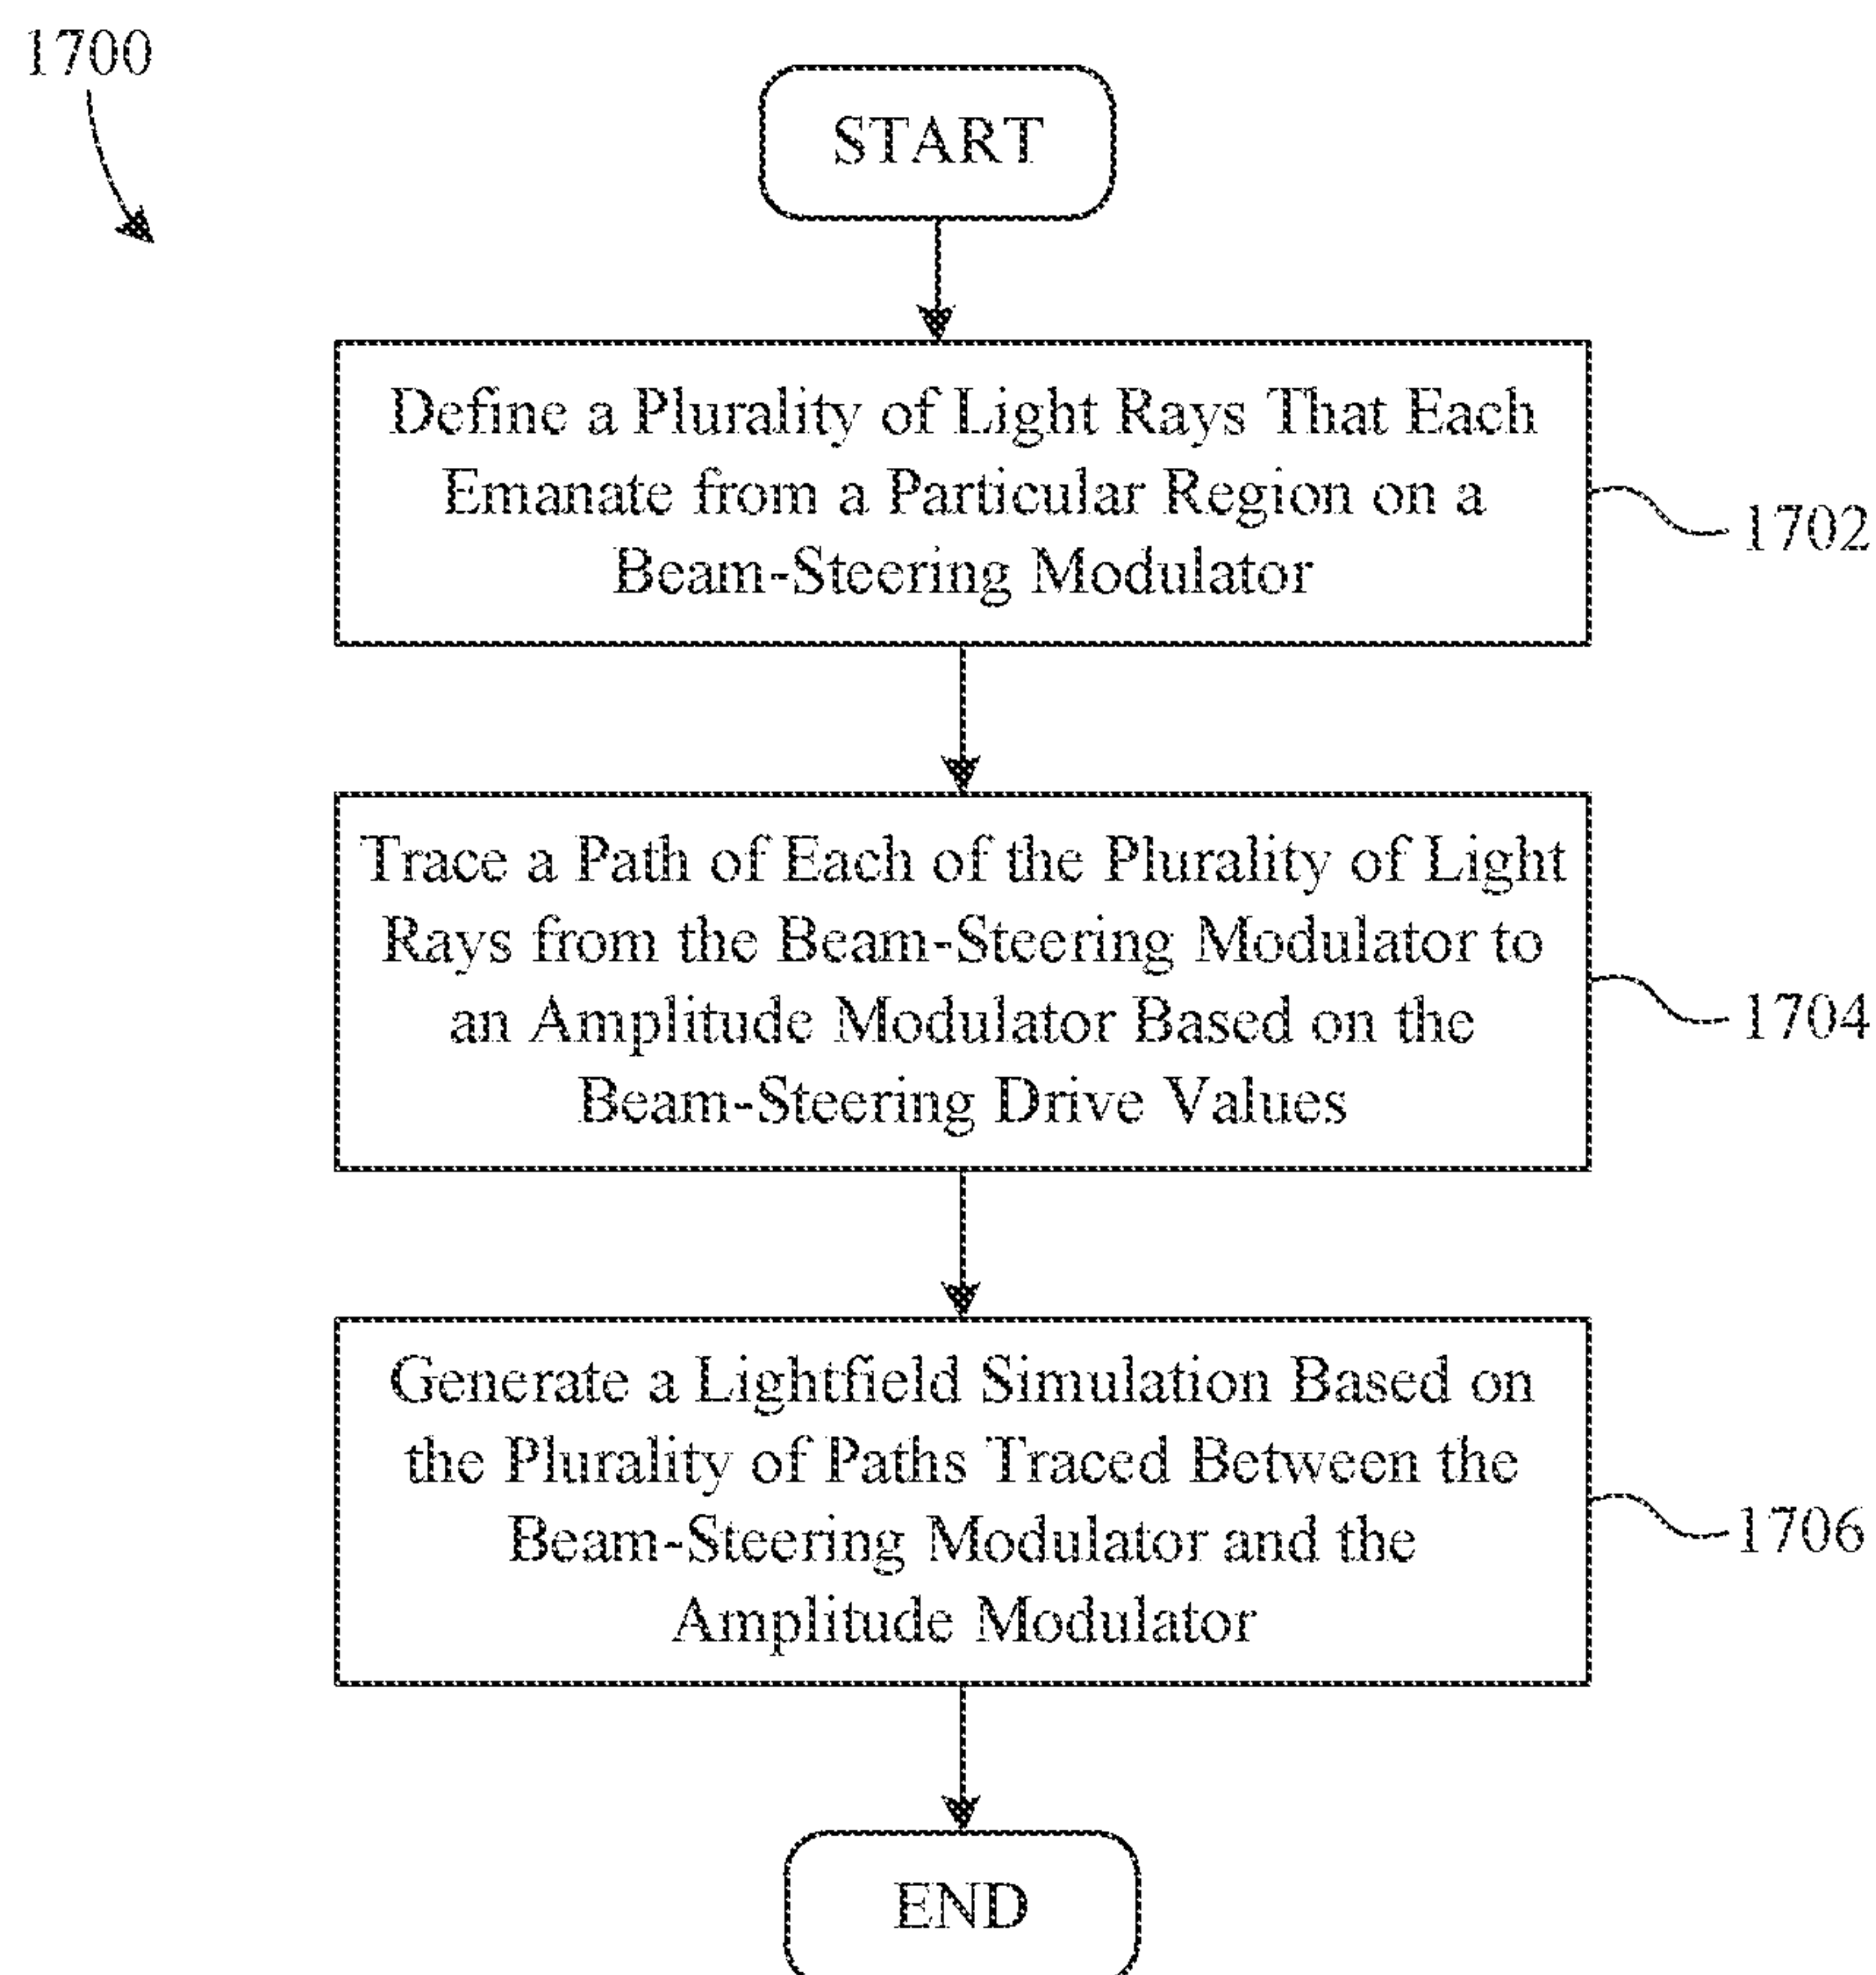 1700
START
Define a Plurality of Light Rays That Each
Emanate from a Particular Region on a
Beam-Steering Modulator
1702
Trace a Path of Each of the Plurality of Light
Rays from the Beam-Steering Modulator to
an Amplitude Modulator Based on the
Beam-Steering Drive Values
1704
Generate a Lightfield Simulation Based on
the Plurality of Paths Traced Between the
Beam-Steering Modulator and the
Amplitude Modulator
1706
END